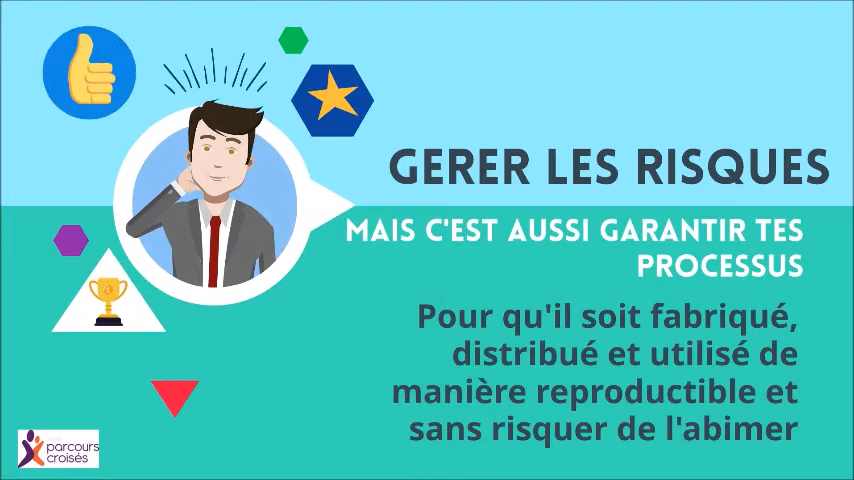 GERER LES RISQUES
MAIS C'EST AUSSI GARANTIR TES
PROCESSUS
Pour qu'il soit fabriqué,
distribué et utilisé de
manière reproductible et
sans risquer de l'abimer
parcours
croisés